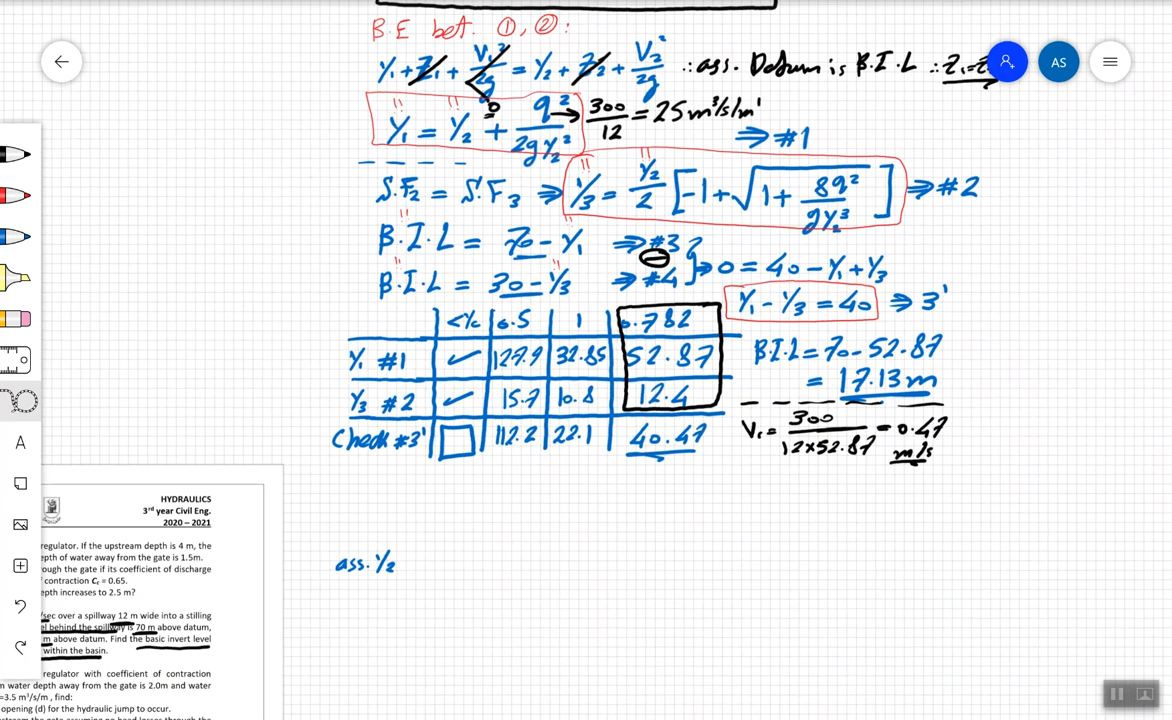 B.E bet. ①, ②:
Y₁ + Z₁ + V₁²/2g = Y₂ + Z₂ + V₂²/2g ∴ ass. Datum is B.I.L ∴ Z₁=Z
0
Y₁ = Y₂ + q²/2gY₂² → 300/12 = 25 m³/s/m' ⇒ #1
S.F₂ = S.F₃ ⇒ Y₃ = Y₂/2 [-1 + √(1 + 8q²/gY₂³)] ⇒ #2
B.I.L = 70 - Y₁ ⇒ #3
B.I.L = 30 - Y₃ ⇒ #4 } ⇒ 0 = 40 - Y₁ + Y₃
Y₁ - Y₃ = 40 ⇒ 3'
<Yc 0.5 1 0.782
Y₁ #1 ✓ 127.9 32.85 52.87
Y₃ #2 ✓ 15.7 10.8 12.4
Check #3' 112.2 22.1 40.47
B.I.L = 70 - 52.87
= 17.13 m
V₁ = 300/12×52.87 = 0.47 m/s
ass. Y₂
AS
A
HYDRAULICS
3rd year Civil Eng.
2020 – 2021
regulator. If the upstream depth is 4 m, the
epth of water away from the gate is 1.5m.
ough the gate if its coefficient of discharge
contraction Cc = 0.65.
epth increases to 2.5 m?
/sec over a spillway 12 m wide into a stilling
el behind the spillway is 70 m above datum,
m above datum. Find the basic invert level
within the basin.
regulator with coefficient of contraction
m water depth away from the gate is 2.0m and water
=3.5 m³/s/m , find:
opening (d) for the hydraulic jump to occur.